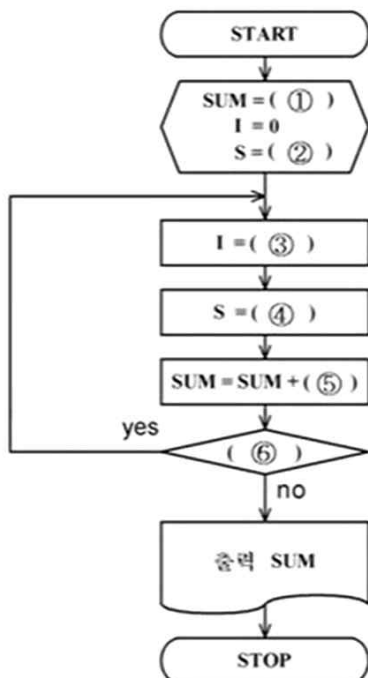 START
SUM = ( ① )
I = 0
S = ( ② )
I = ( ③ )
S = ( ④ )
SUM = SUM + ( ⑤ )
yes
( ⑥ )
no
출력 SUM
STOP